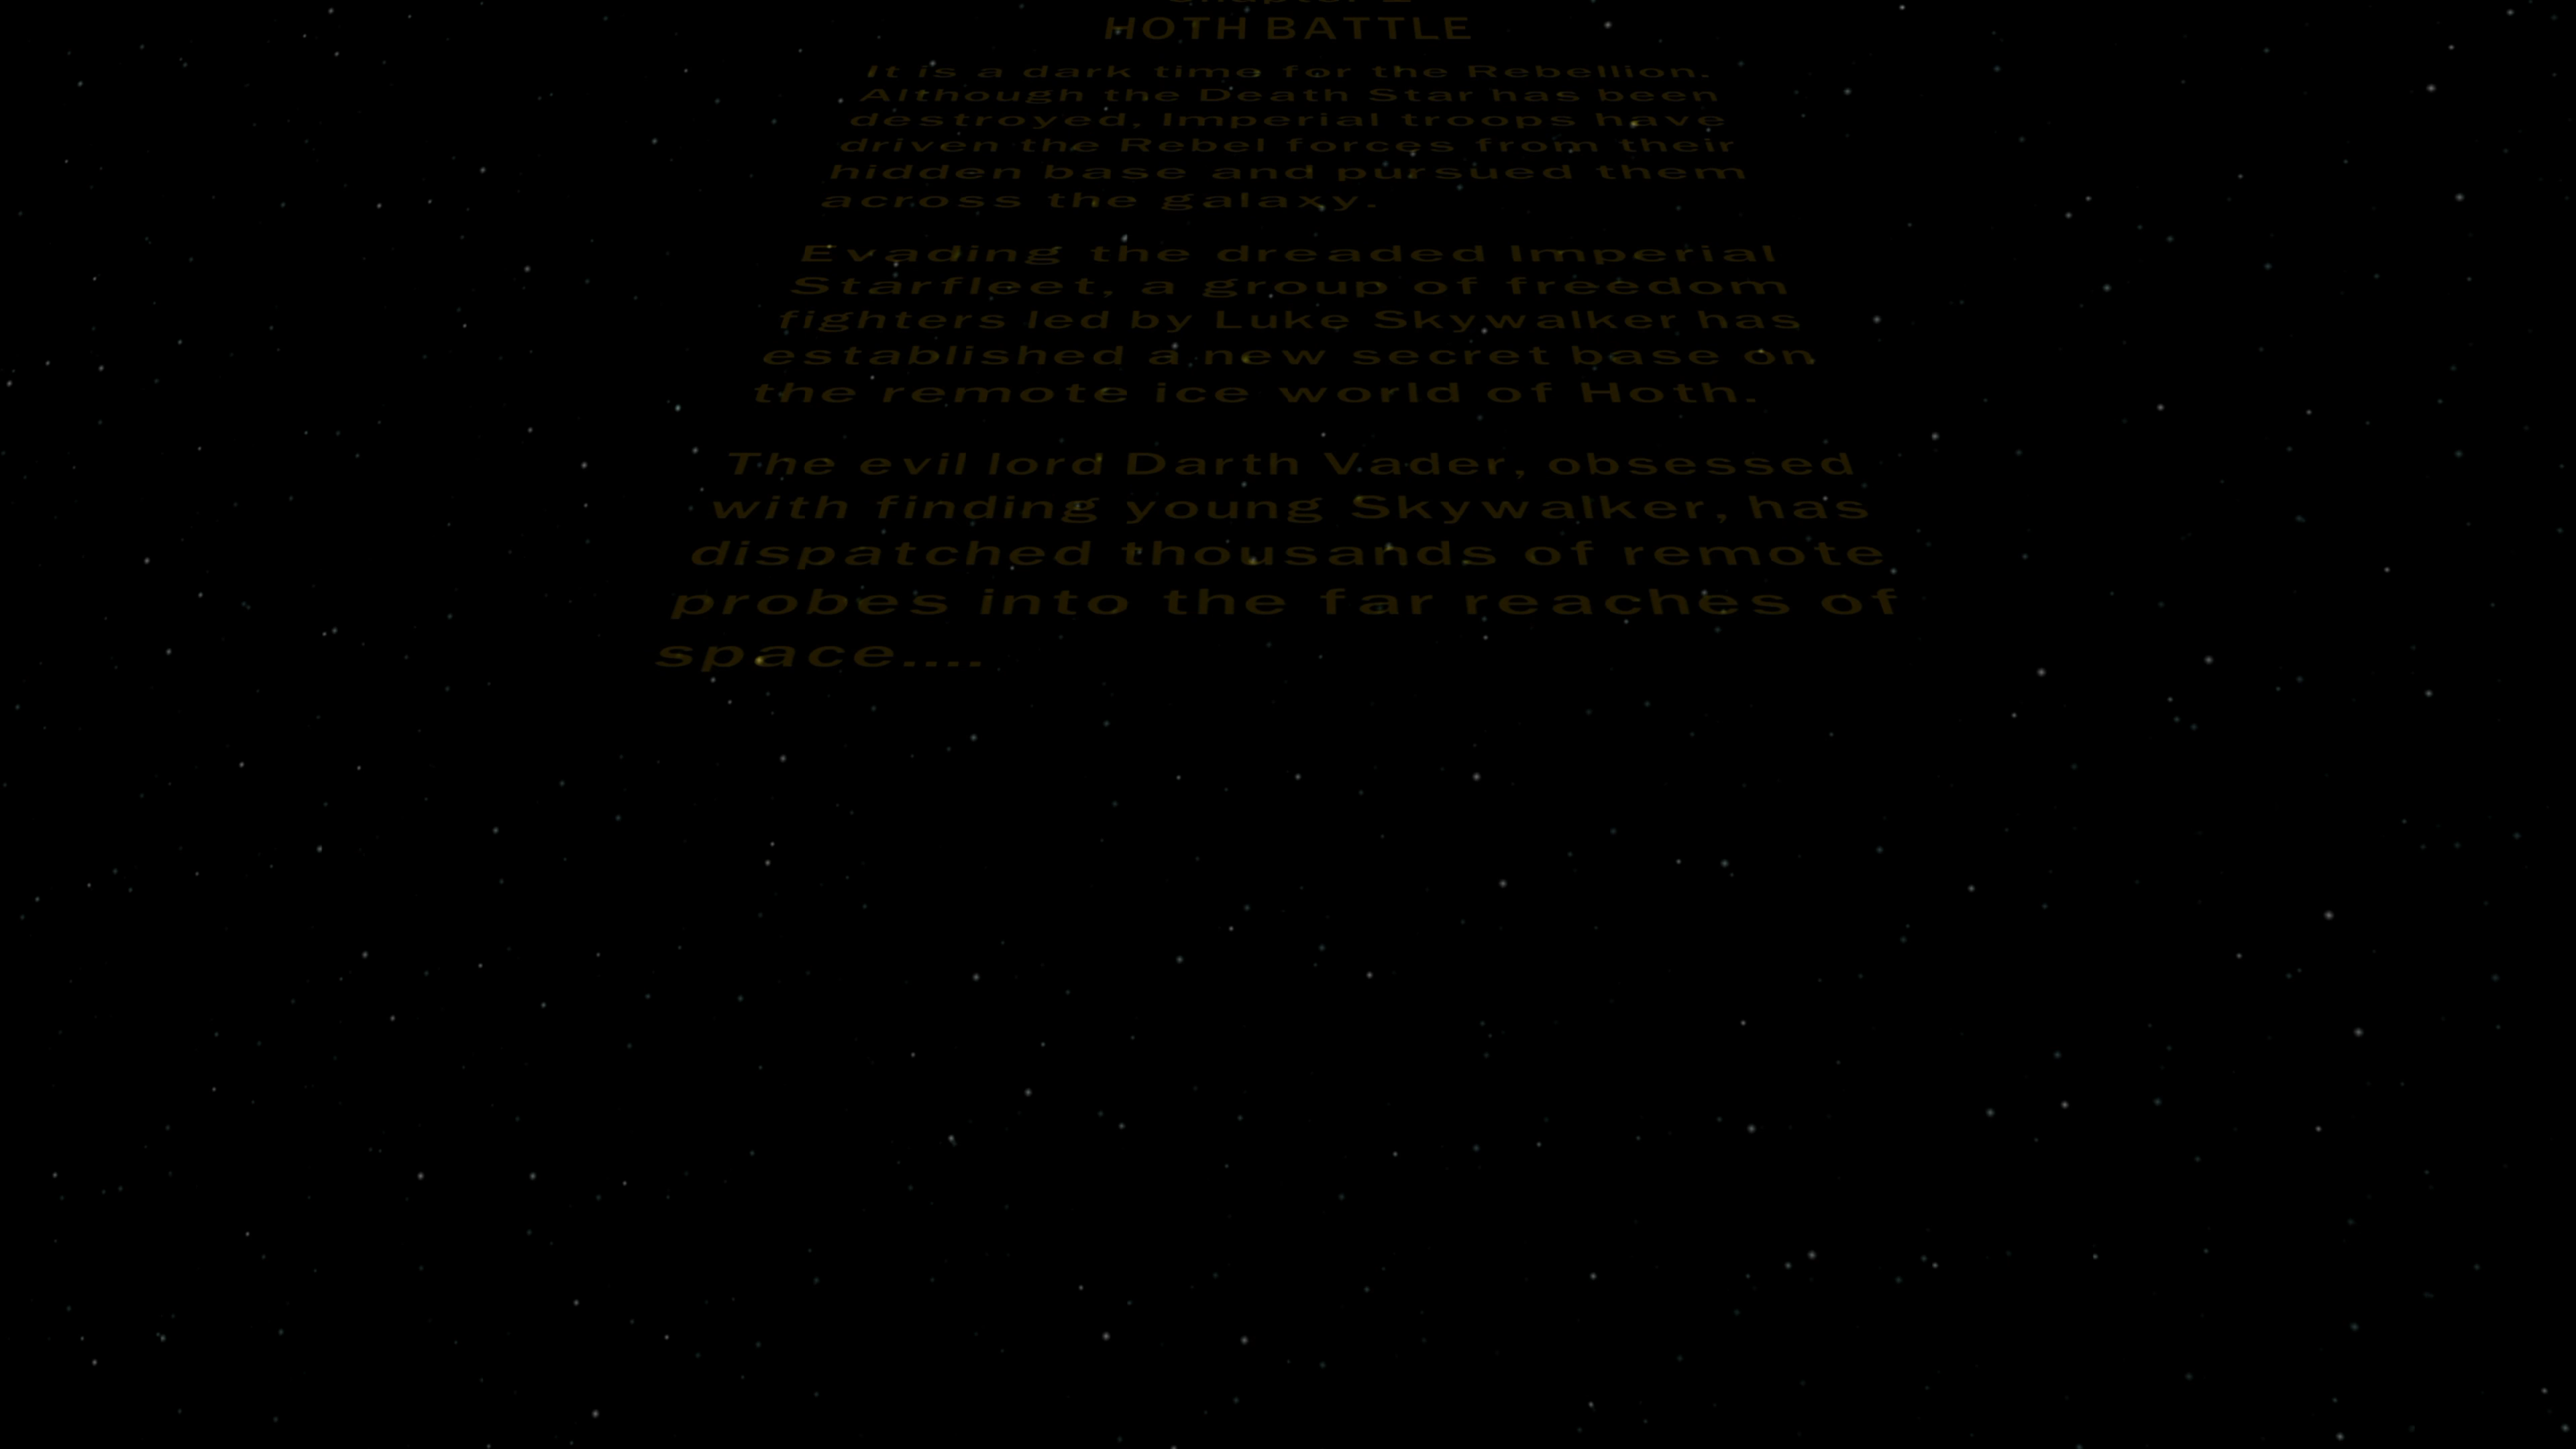 HOTH BATTLE
It is a dark time for the Rebellion.
Although the Death Star has been
destroyed, Imperial troops have
driven the Rebel forces from their
hidden base and pursued them
across the galaxy.
Evading the dreaded Imperial
Starfleet, a group of freedom
fighters led by Luke Skywalker has
established a new secret base on
the remote ice world of Hoth.
The evil lord Darth Vader, obsessed
with finding young Skywalker, has
dispatched thousands of remote
probes into the far reaches of
space....